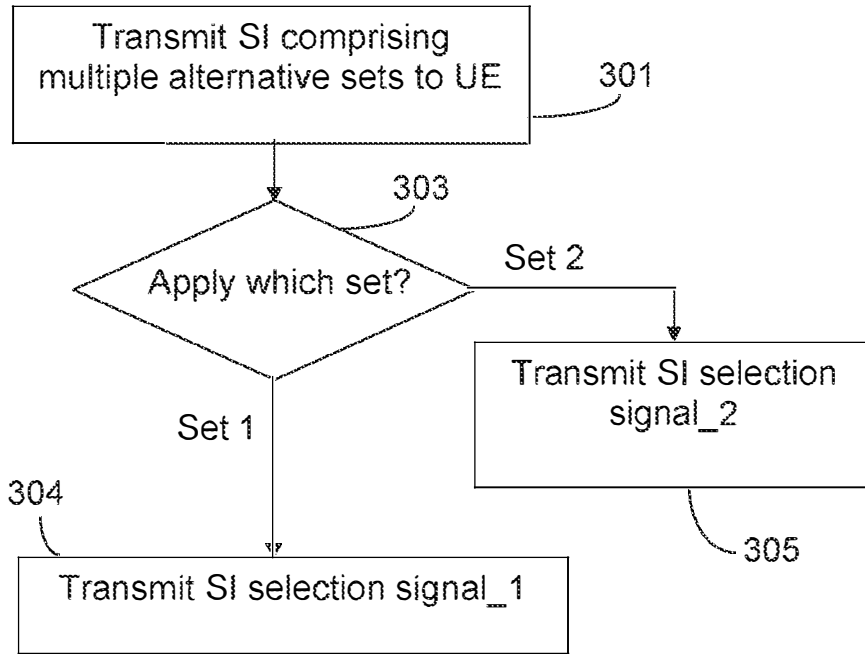 Transmit SI comprising
multiple alternative sets to UE
301
303
Apply which set?
Set 2
Transmit SI selection
signal_2
Set 1
304
305
Transmit SI selection signal_1